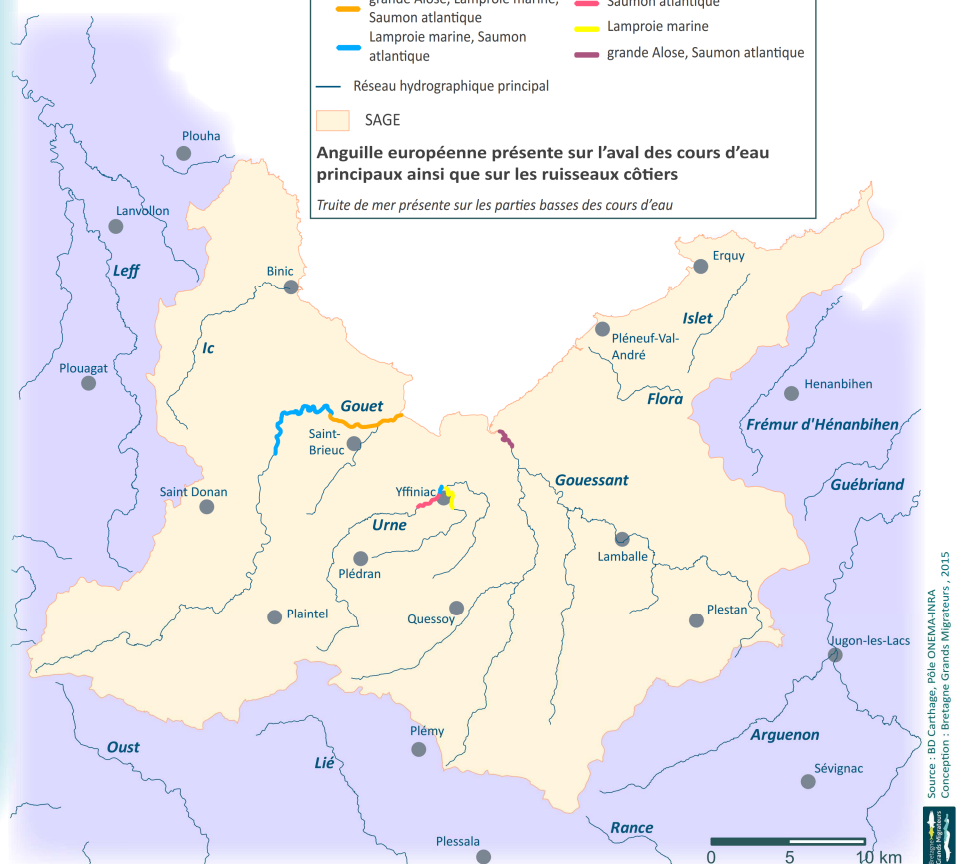 grande Alose, Lamproie marine,
Saumon atlantique
Lamproie marine, Saumon
atlantique
Saumon atlantique
Lamproie marine
grande Alose, Saumon atlantique
Réseau hydrographique principal
SAGE
Anguille européenne présente sur l'aval des cours d'eau
principaux ainsi que sur les ruisseaux côtiers
Truite de mer présente sur les parties basses des cours d'eau
Plouha
Lanvollon
Leff
Binic
Erquy
Islet
Pléneuf-Val-
André
Ic
Plouagat
Henanbihen
Flora
Gouet
Frémur d'Hénanbihen
Saint-
Brieuc
Gouessant
Guébriand
Saint Donan
Yffiniac
Urne
Lamballe
Plédran
Plaintel
Quessoy
Plestan
Jugon-les-Lacs
Plémy
Arguenon
Oust
Lié
Sévignac
Rance
Plessala
0 5 10 km
Source : BD Carthage, Pôle ONEMA-INRA
Conception : Bretagne Grands Migrateurs , 2015
Bretagne
Grands Migrateurs